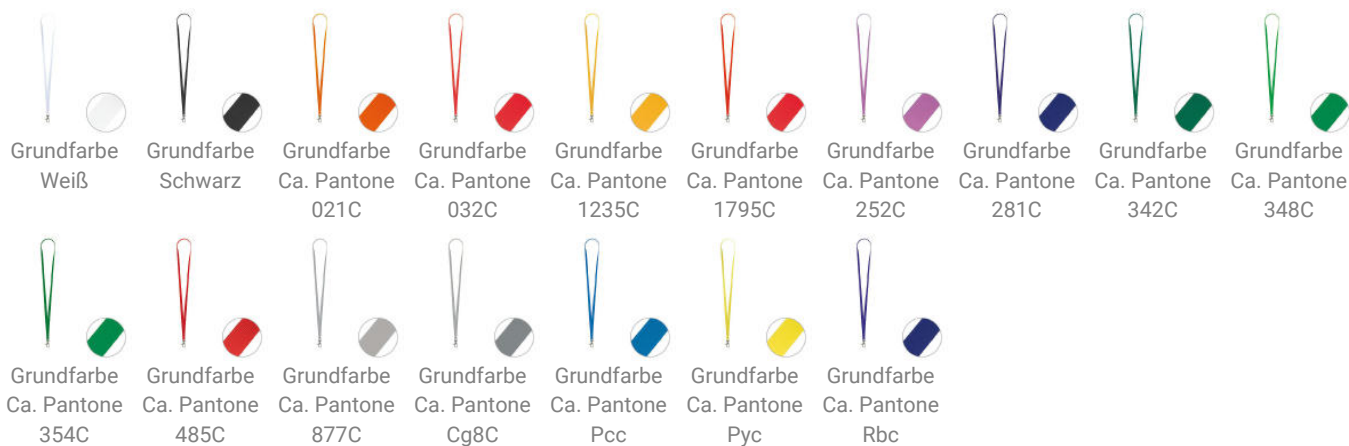 Grundfarbe
Weiß
Grundfarbe
Schwarz
Grundfarbe
Ca. Pantone
021C
Grundfarbe
Ca. Pantone
032C
Grundfarbe
Ca. Pantone
1235C
Grundfarbe
Ca. Pantone
1795C
Grundfarbe
Ca. Pantone
252C
Grundfarbe
Ca. Pantone
281C
Grundfarbe
Ca. Pantone
342C
Grundfarbe
Ca. Pantone
348C
Grundfarbe
Ca. Pantone
354C
Grundfarbe
Ca. Pantone
485C
Grundfarbe
Ca. Pantone
877C
Grundfarbe
Ca. Pantone
Cg8C
Grundfarbe
Ca. Pantone
Pcc
Grundfarbe
Ca. Pantone
Pyc
Grundfarbe
Ca. Pantone
Rbc